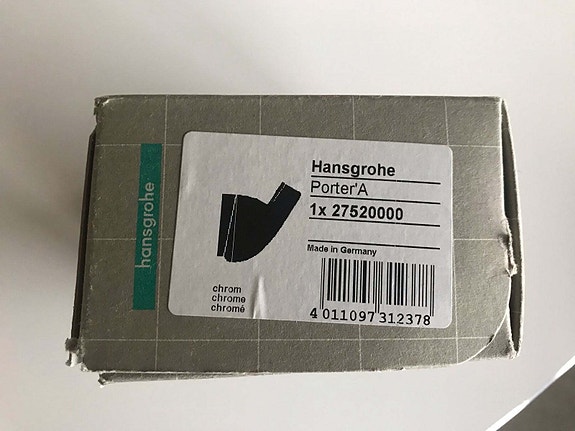 hansgrohe
Hansgrohe
Porter'A
1x 27520000
Made in Germany
chrom
chrome
chromé
4 011097 312378